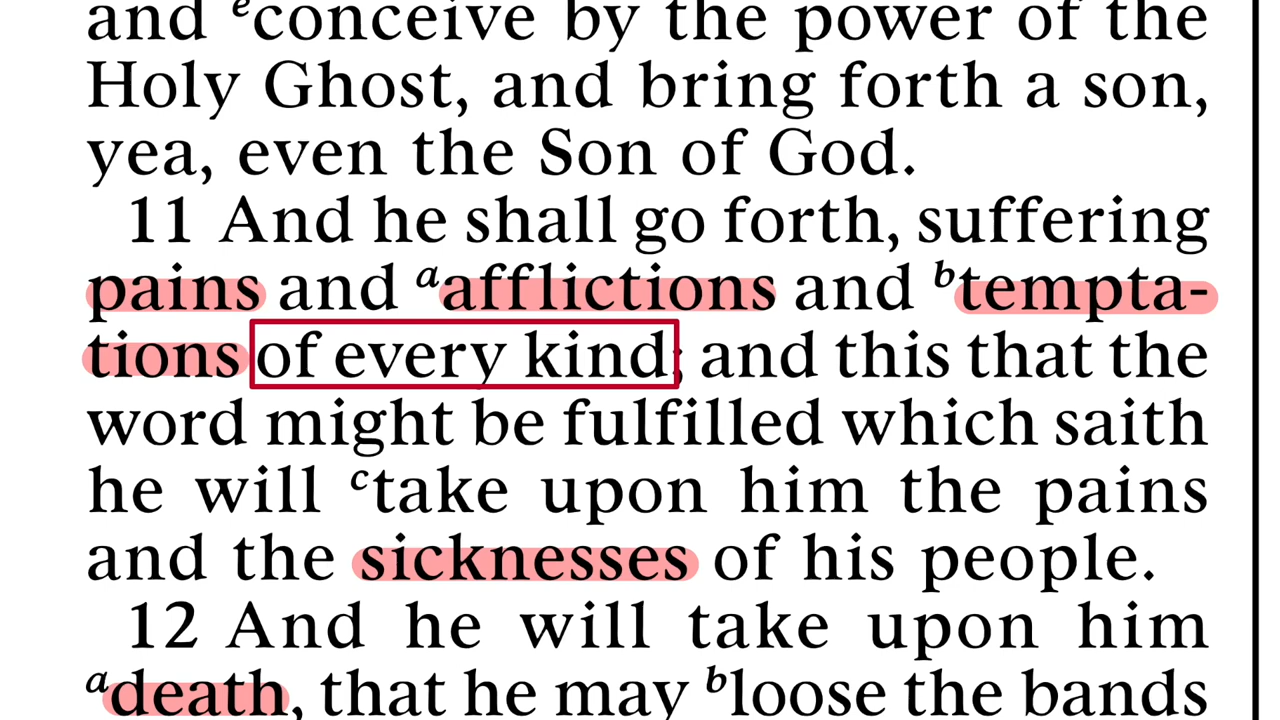 and ᵉconceive by the power of the
Holy Ghost, and bring forth a son,
yea, even the Son of God.
11 And he shall go forth, suffering
pains and ᵃafflictions and ᵇtempta-
tions of every kind; and this that the
word might be fulfilled which saith
he will ᶜtake upon him the pains
and the sicknesses of his people.
12 And he will take upon him
ᵃdeath, that he may ᵇloose the bands